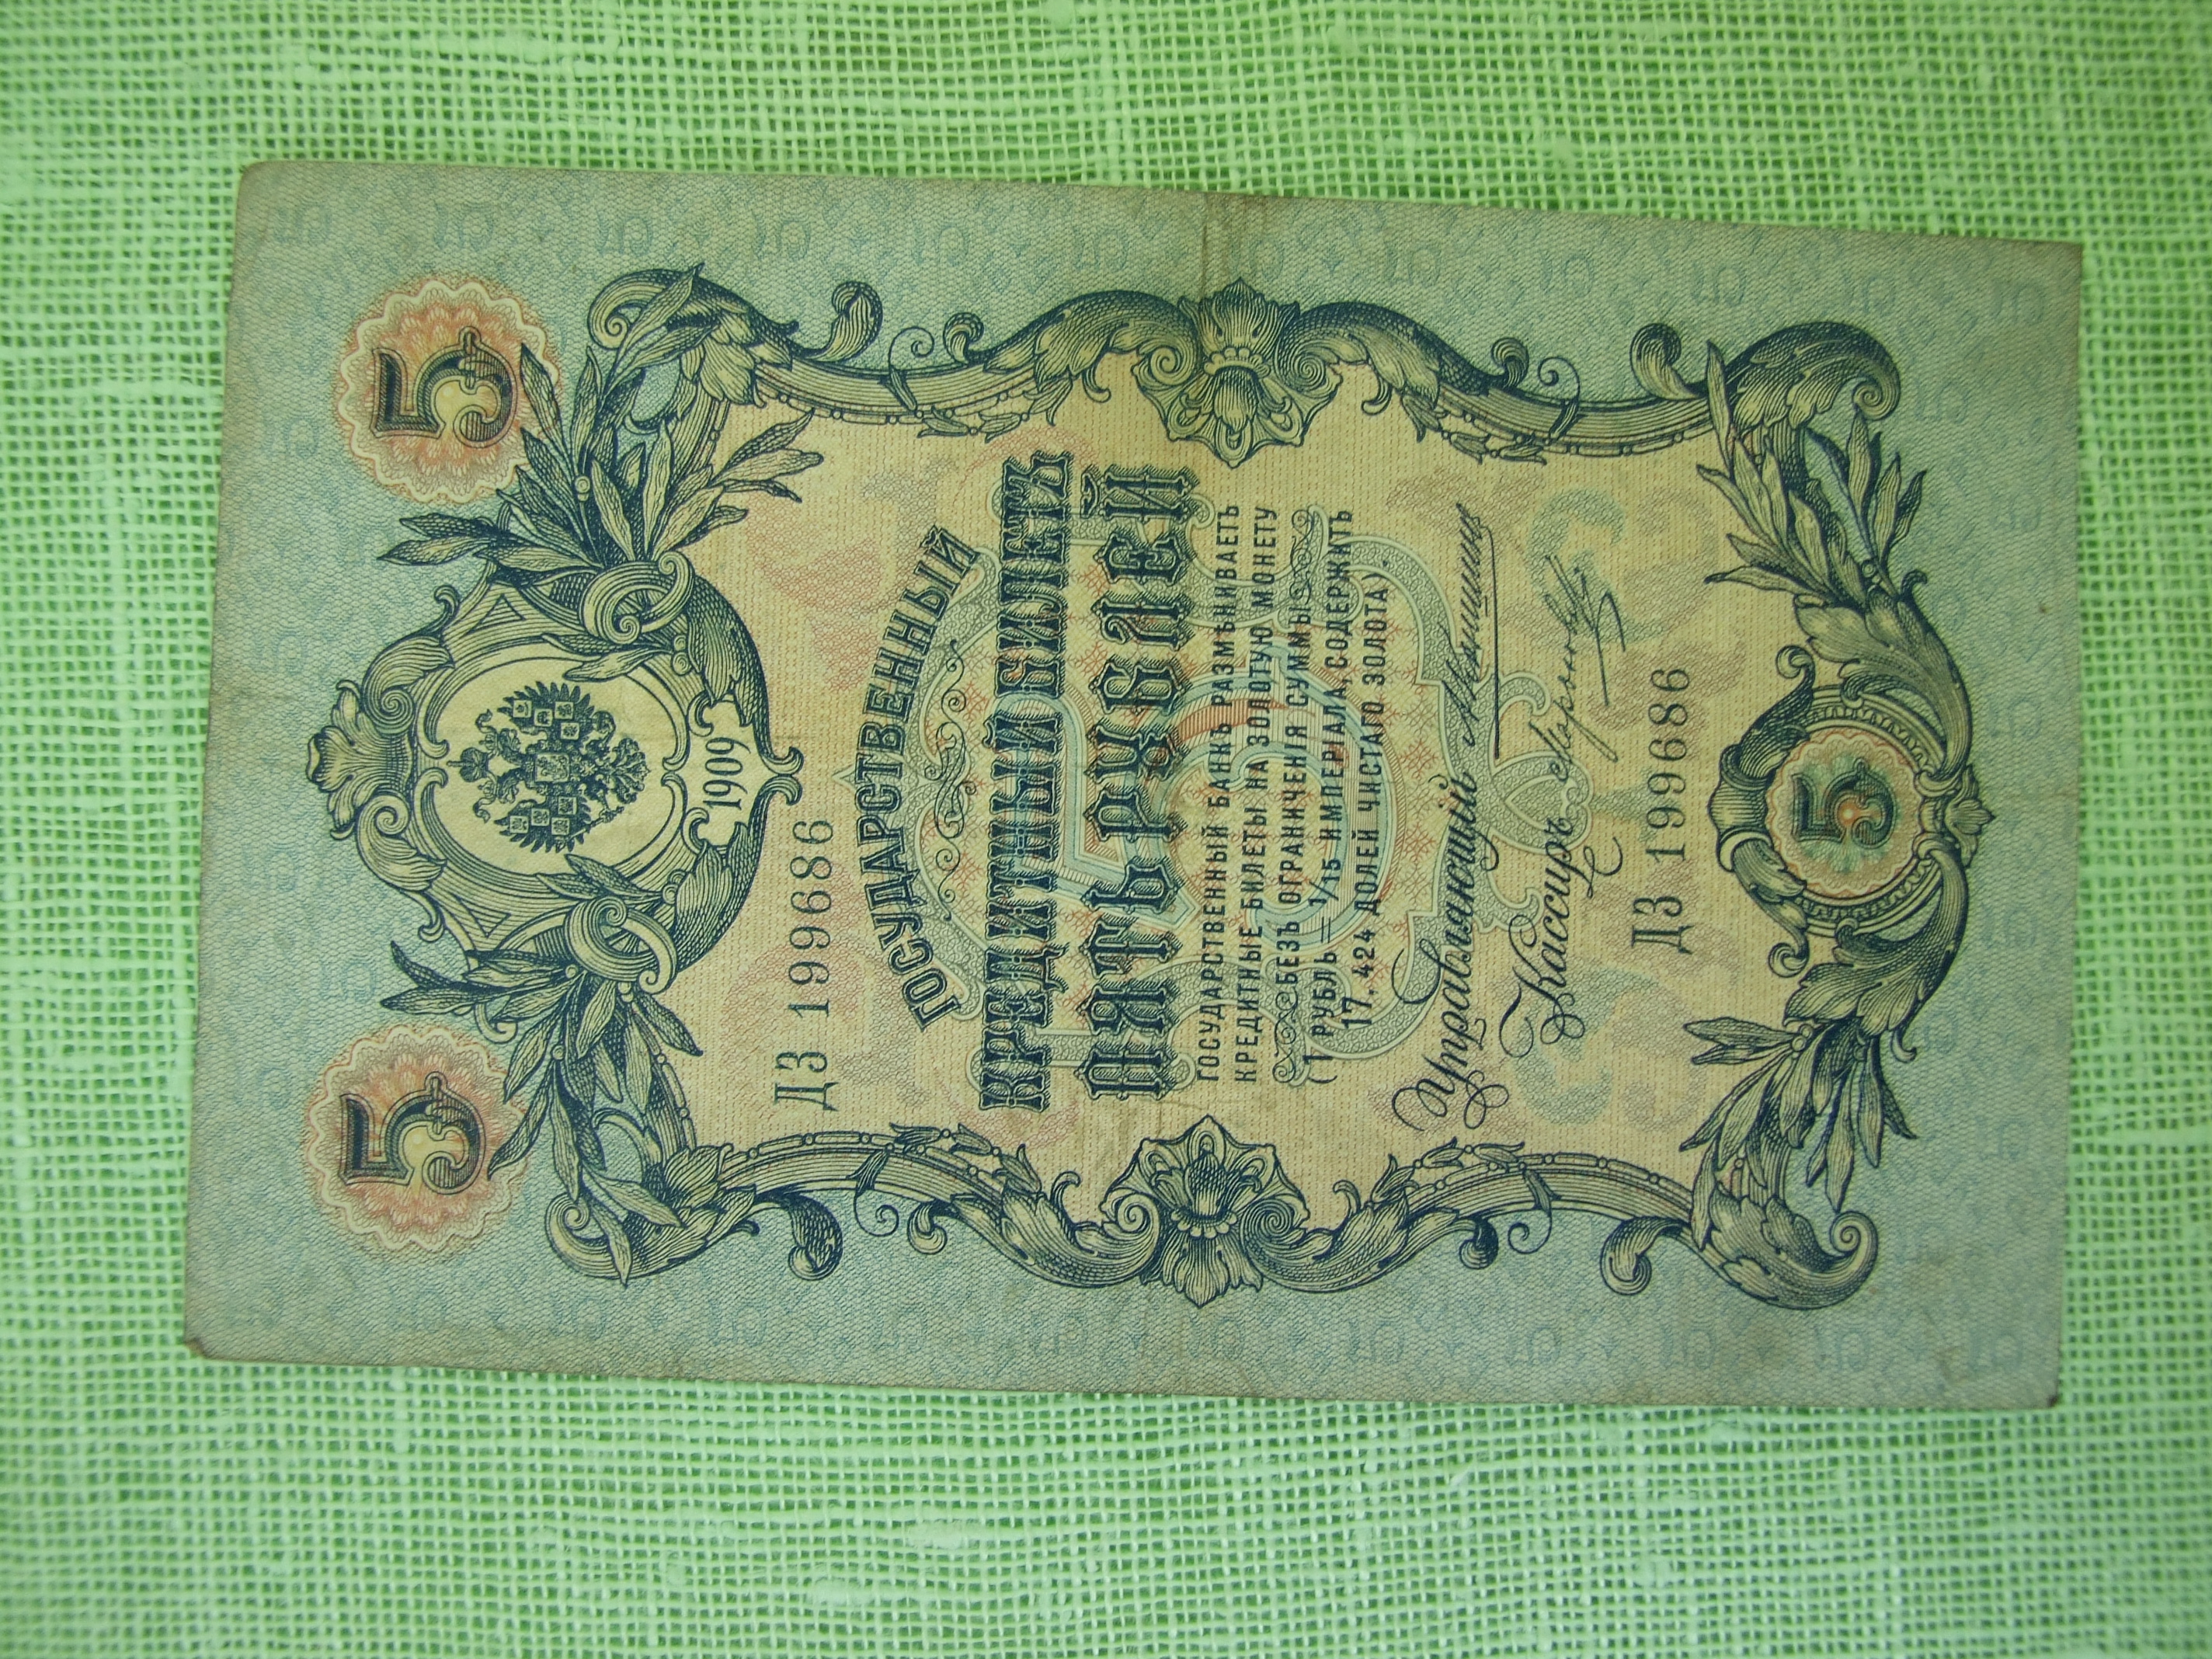 5 5
1909
ДЗ 199686
ГОСУДАРСТВЕННЫЙ
КРЕДИТНЫЙ БИЛЕТЪ
ПЯТЬ РУБЛЕЙ
ГОСУДАРСТВЕННЫЙ БАНКЪ РАЗМѢНИВАЕТЪ
КРЕДИТНЫЕ БИЛЕТЫ НА ЗОЛОТУЮ МОНЕТУ
БЕЗЪ ОГРАНИЧЕНІЯ СУММЫ
(1 РУБЛЬ = 1/15 ИМПЕРІАЛА, СОДЕРЖИТЪ
17.424 ДОЛЕЙ ЧИСТАГО ЗОЛОТА).
Управляющій
Кассиръ
ДЗ 199686
5